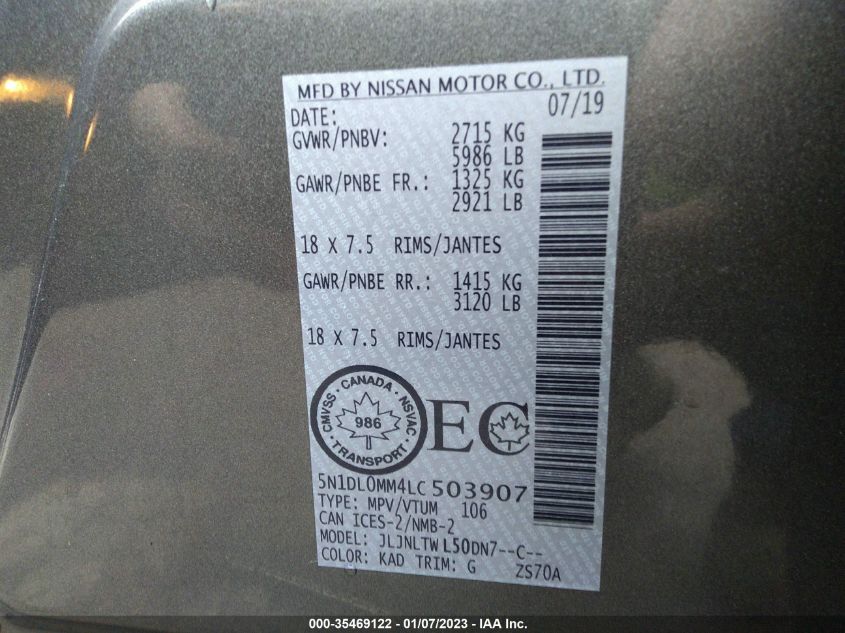 MFD BY NISSAN MOTOR CO., LTD.
DATE: 07/19
GVWR/PNBV: 2715 KG
5986 LB
GAWR/PNBE FR.: 1325 KG
2921 LB
18 X 7.5 RIMS/JANTES
GAWR/PNBE RR.: 1415 KG
3120 LB
18 X 7.5 RIMS/JANTES
CMVSS · CANADA · NSVAC
986
· TRANSPORT ·
EC
5N1DL0MM4LC503907
TYPE: MPV/VTUM 106
CAN ICES-2/NMB-2
MODEL: JLJNLTWL50DN7--C--
COLOR: KAD TRIM: G ZS70A
000-35469122 - 01/07/2023 - IAA Inc.